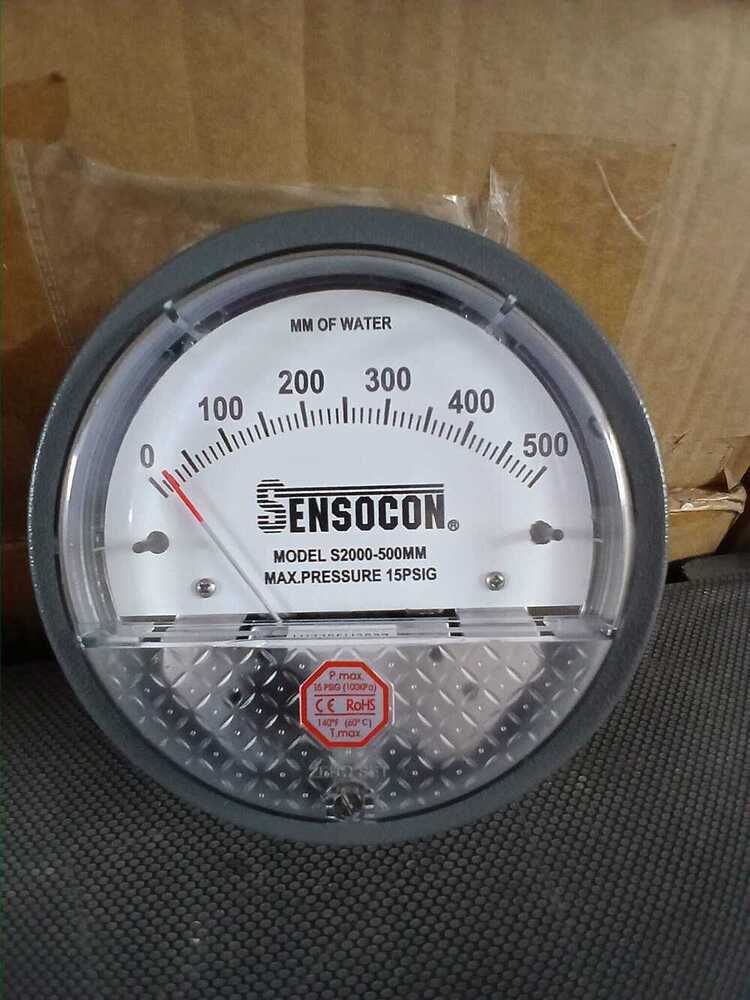 MM OF WATER
0 100 200 300 400 500
SENSOCON®
MODEL S2000-500MM
MAX.PRESSURE 15PSIG
P.max.
15 PSIG (100KPa)
CE RoHS
140°F (60°C)
T.max.